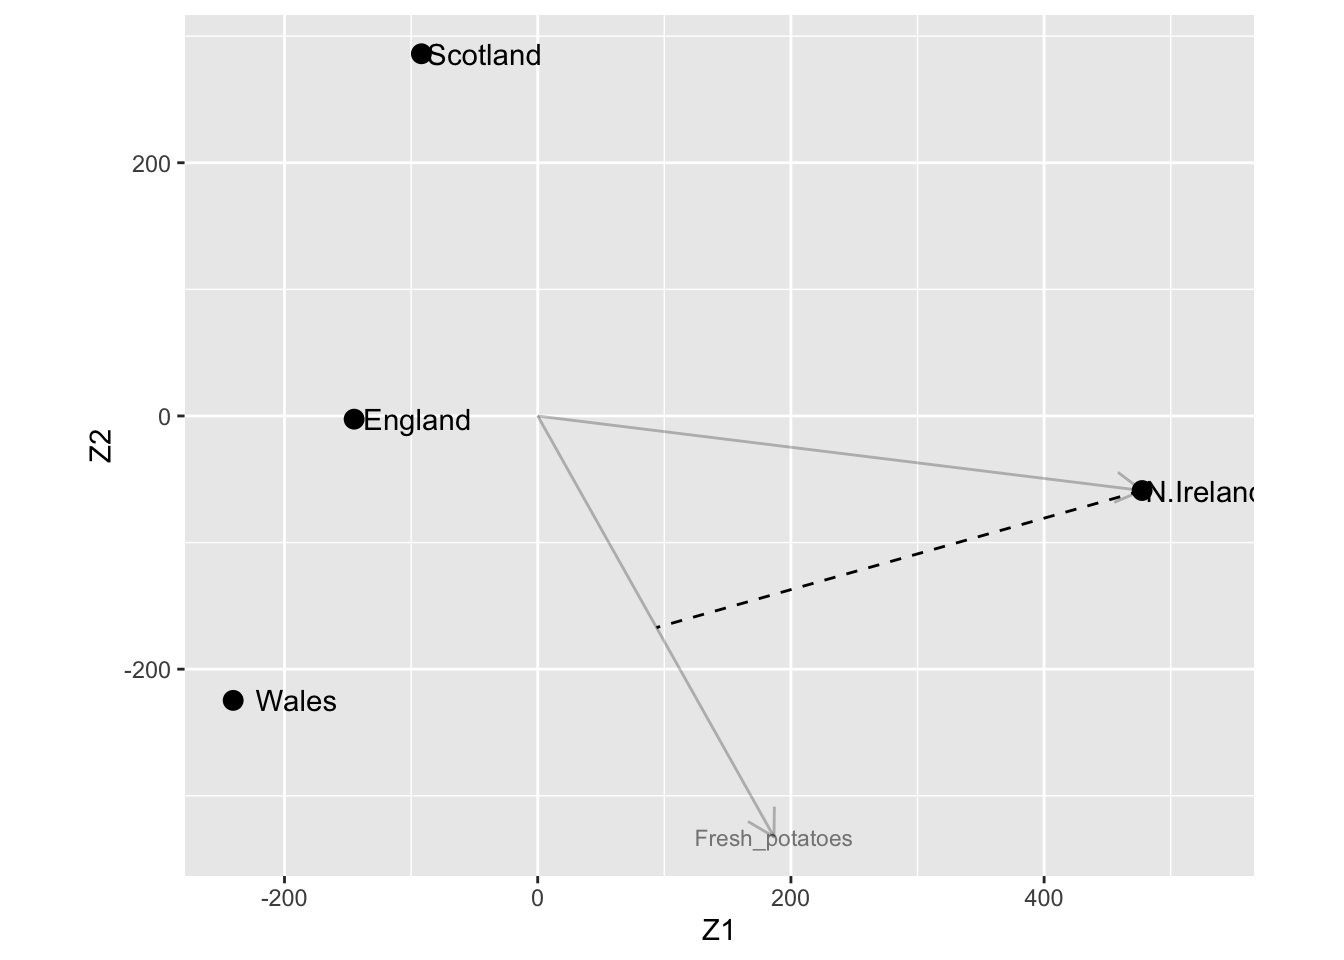 Scotland
200
0
England
N.Irelanc
-200
Wales
Fresh_potatoes
-200
0
200
400
Z1
Z2